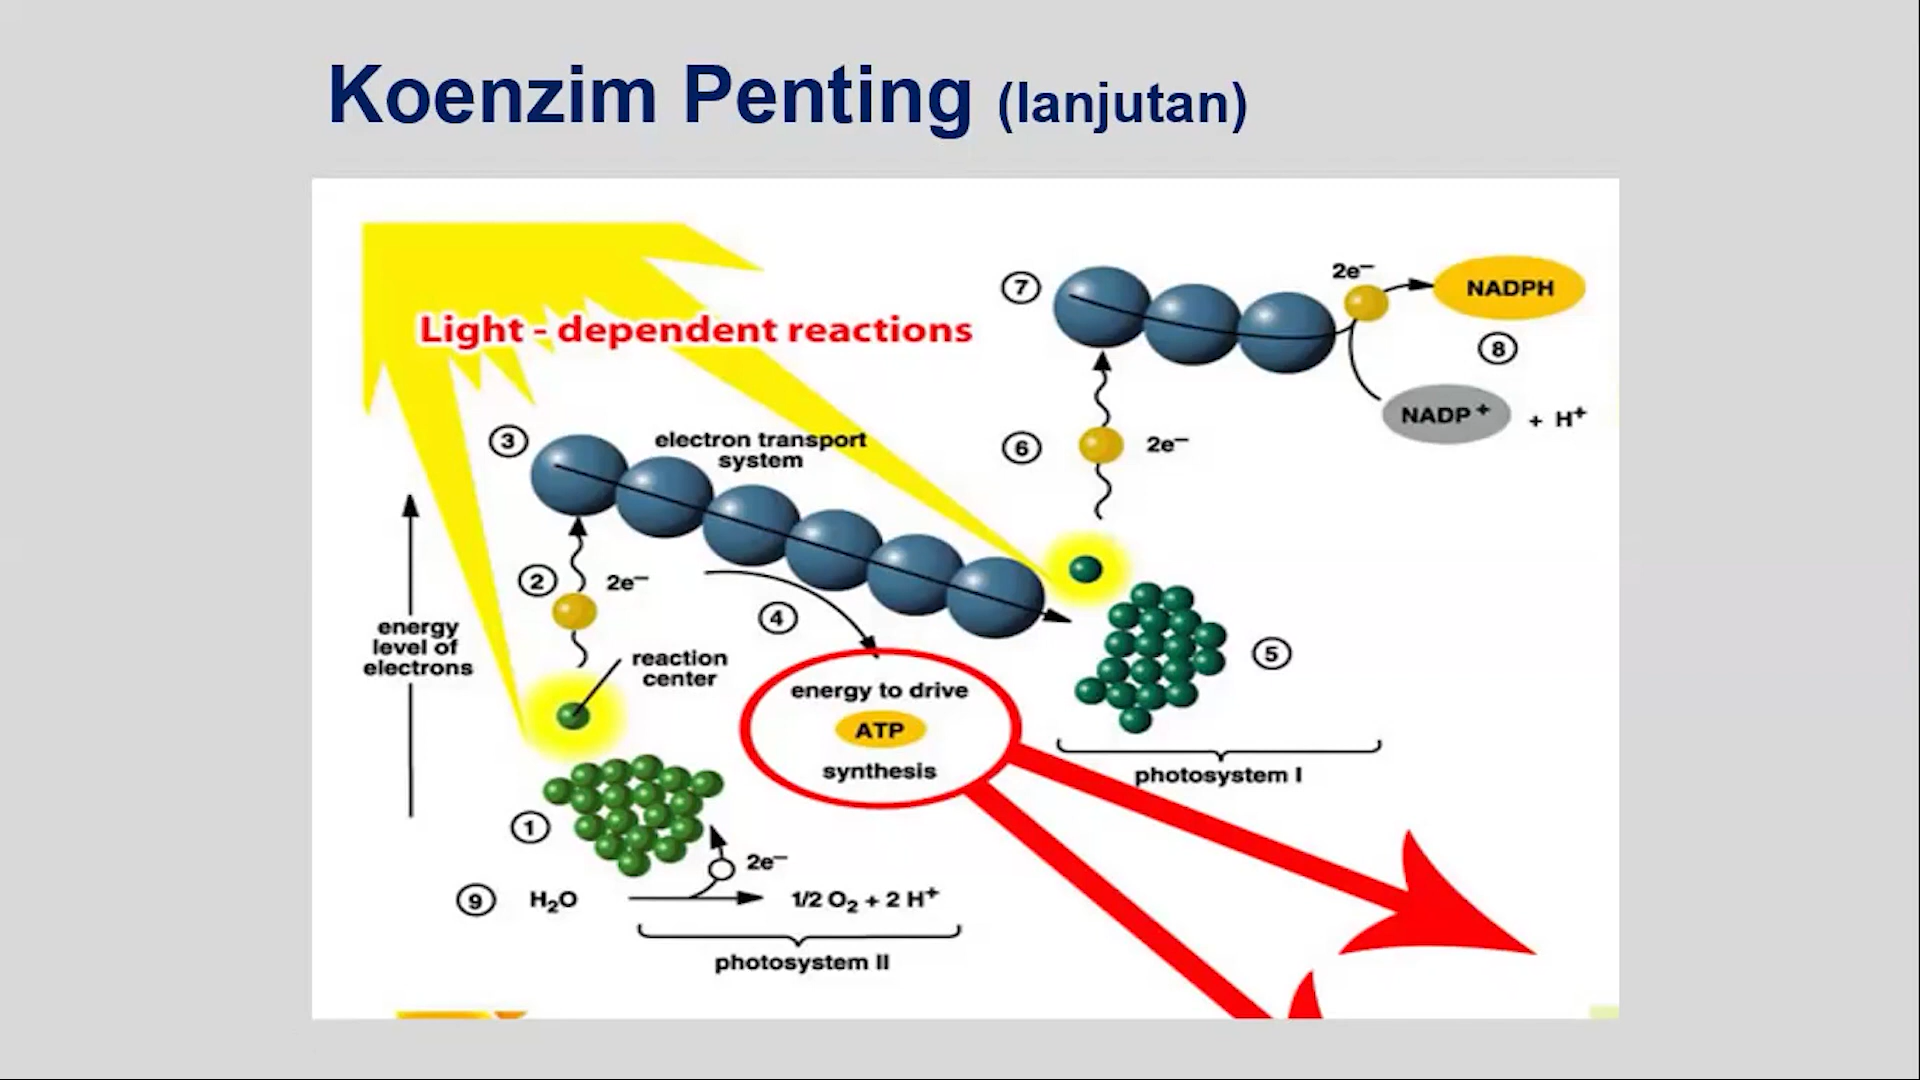 Koenzim Penting (lanjutan)
Light - dependent reactions
7
2e⁻
NADPH
8
NADP⁺ + H⁺
3
electron transport
system
6
2e⁻
2
2e⁻
4
energy
level of
electrons
reaction
center
5
energy to drive
ATP
synthesis
photosystem I
1
2e⁻
9
H₂O
1/2 O₂ + 2 H⁺
photosystem II